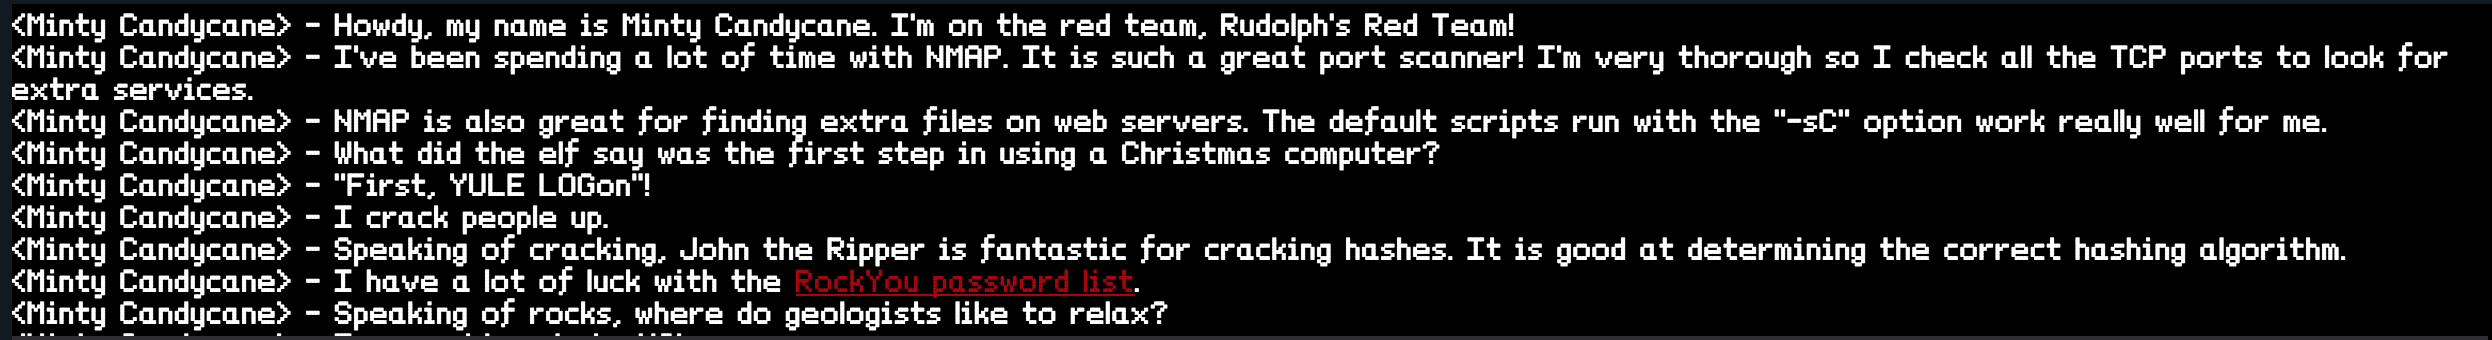 <Minty Candycane> - Howdy, my name is Minty Candycane. I'm on the red team, Rudolph's Red Team!
<Minty Candycane> - I've been spending a lot of time with NMAP. It is such a great port scanner! I'm very thorough so I check all the TCP ports to look for
extra services.
<Minty Candycane> - NMAP is also great for finding extra files on web servers. The default scripts run with the "-sC" option work really well for me.
<Minty Candycane> - What did the elf say was the first step in using a Christmas computer?
<Minty Candycane> - "First, YULE LOGon"!
<Minty Candycane> - I crack people up.
<Minty Candycane> - Speaking of cracking, John the Ripper is fantastic for cracking hashes. It is good at determining the correct hashing algorithm.
<Minty Candycane> - I have a lot of luck with the RockYou password list.
<Minty Candycane> - Speaking of rocks, where do geologists like to relax?